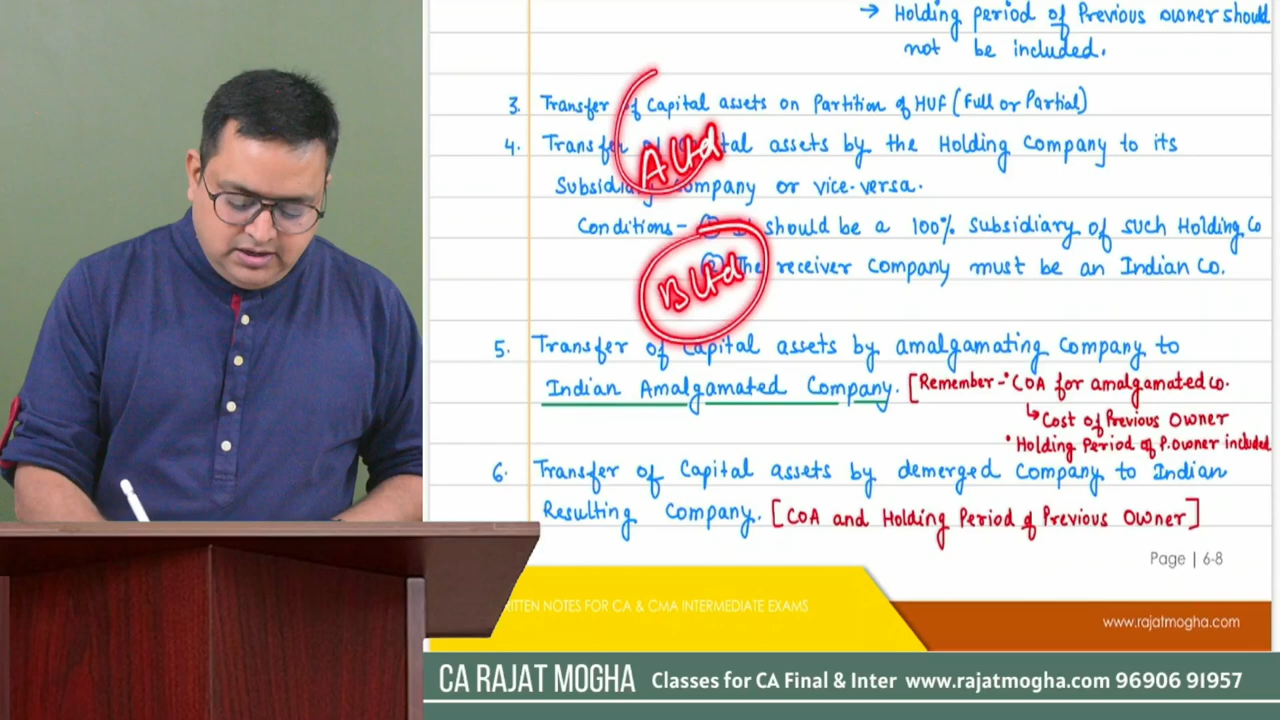 → Holding period of Previous owner should
not be included.
3. Transfer of Capital assets on Partition of HUF (Full or Partial)
4. Transfer of Capital assets by the Holding Company to its
A Ltd
Subsidiary Company or vice-versa.
Conditions - ① It should be a 100% subsidiary of such Holding Co
② The receiver Company must be an Indian Co.
B Ltd
5. Transfer of Capital assets by amalgamating Company to
Indian Amalgamated Company. [Remember - * COA for amalgamated co.
↳ Cost of Previous Owner
* Holding Period of P. owner included
6. Transfer of Capital assets by demerged Company to Indian
Resulting Company. [COA and Holding Period of Previous Owner]
Page | 6-8
RITTEN NOTES FOR CA & CMA INTERMEDIATE EXAMS
www.rajatmogha.com
CA RAJAT MOGHA Classes for CA Final & Inter www.rajatmogha.com 96906 91957